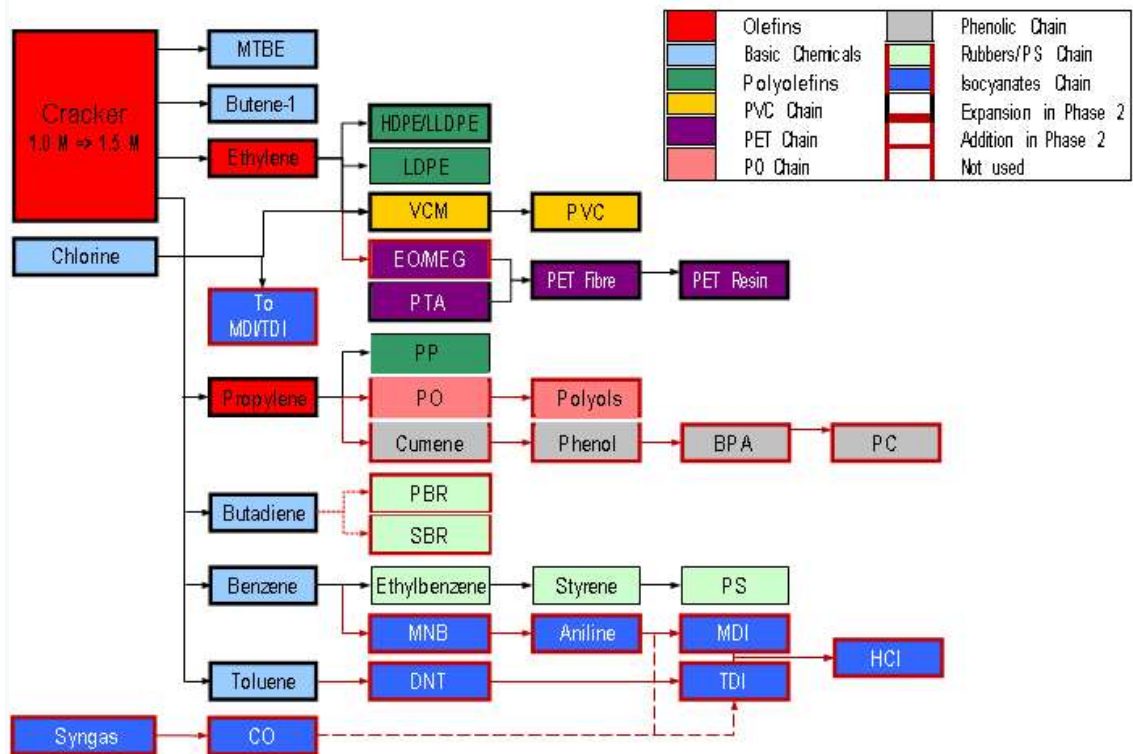 Olefins
Basic Chemicals
Polyolefins
PVC Chain
PET Chain
PO Chain
Phenolic Chain
Rubbers/PS Chain
Isocyanates Chain
Expansion in Phase 2
Addition in Phase 2
Not used
Cracker
1.0 M => 1.5 M
MTBE
Butene-1
Ethylene
HDPE/LLDPE
LDPE
VCM
PVC
Chlorine
EO/MEG
PTA
PET Fibre
PET Resin
To
MDI/TDI
PP
Propylene
PO
Polyols
Cumene
Phenol
BPA
PC
PBR
Butadiene
SBR
Benzene
Ethylbenzene
Styrene
PS
MNB
Aniline
MDI
HCl
Toluene
DNT
TDI
Syngas
CO